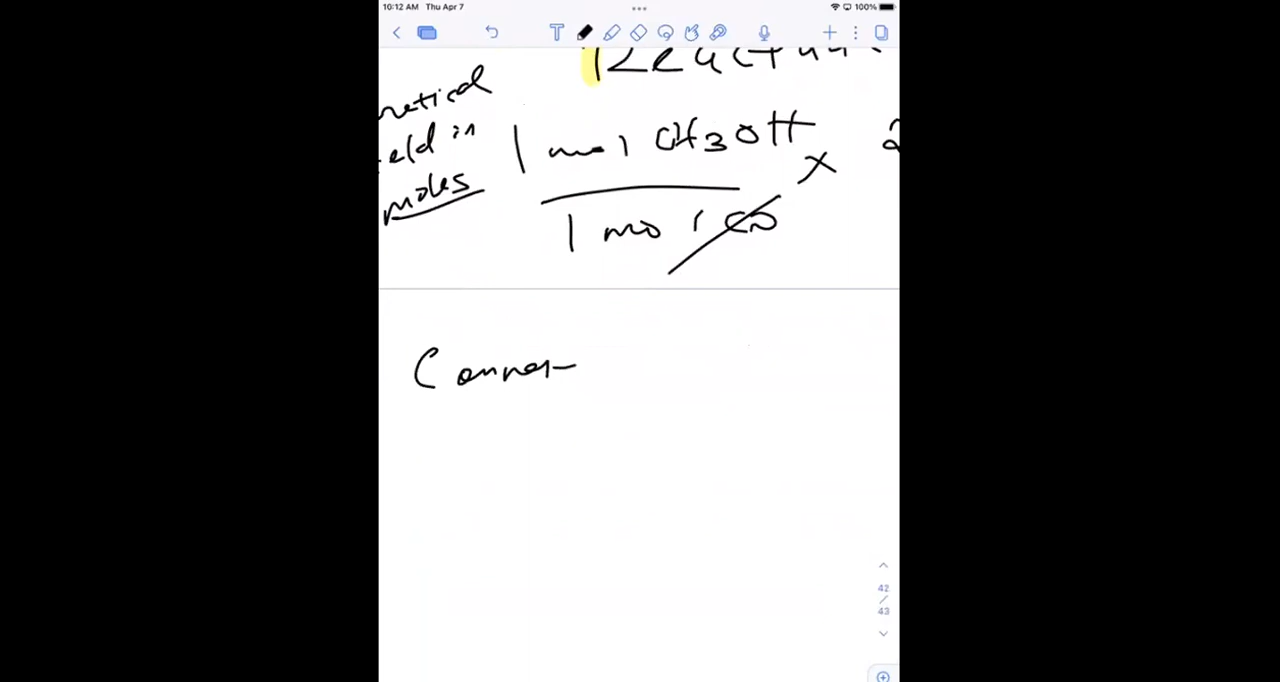 10:12 AM Thu Apr 7
100%
T
retical
eld in
moles
1 mol CH3OH
x
1 mol CO
Conver
42
/
43